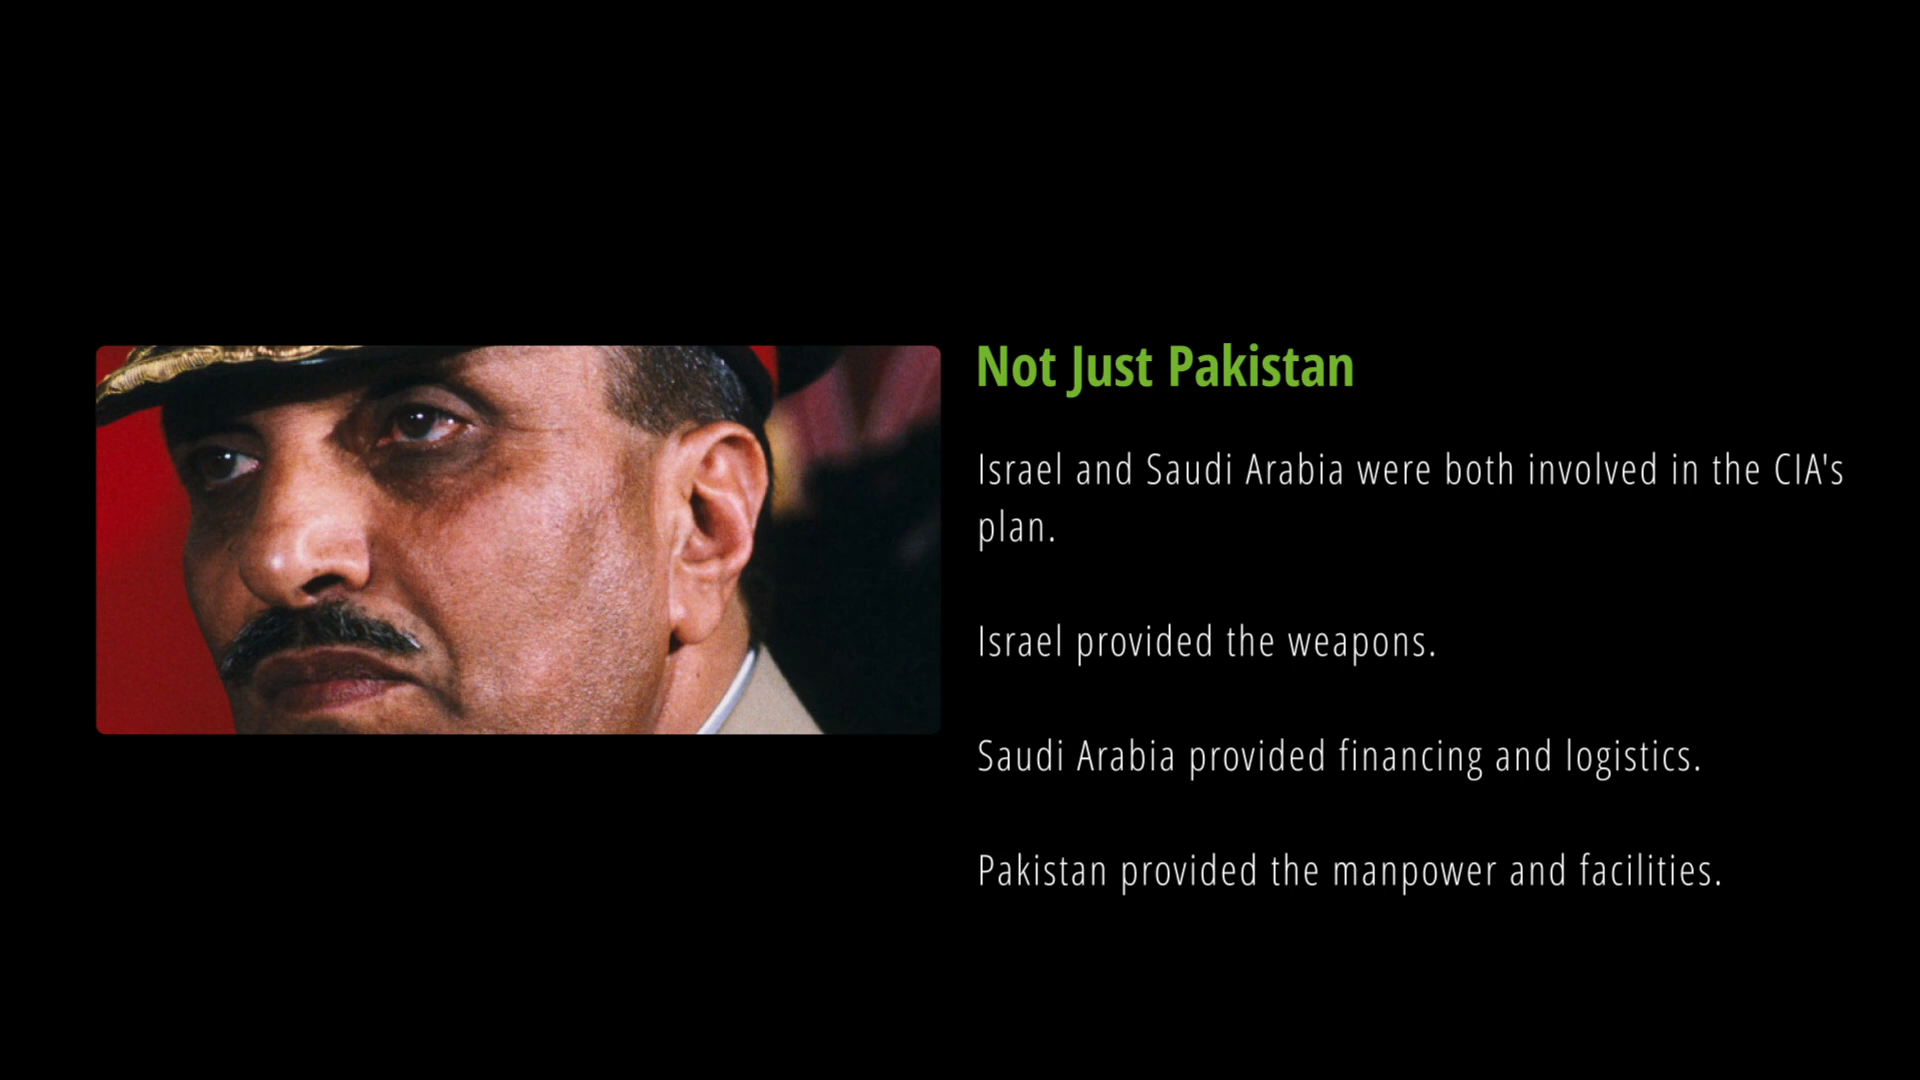 Not Just Pakistan
Israel and Saudi Arabia were both involved in the CIA's
plan.
Israel provided the weapons.
Saudi Arabia provided financing and logistics.
Pakistan provided the manpower and facilities.